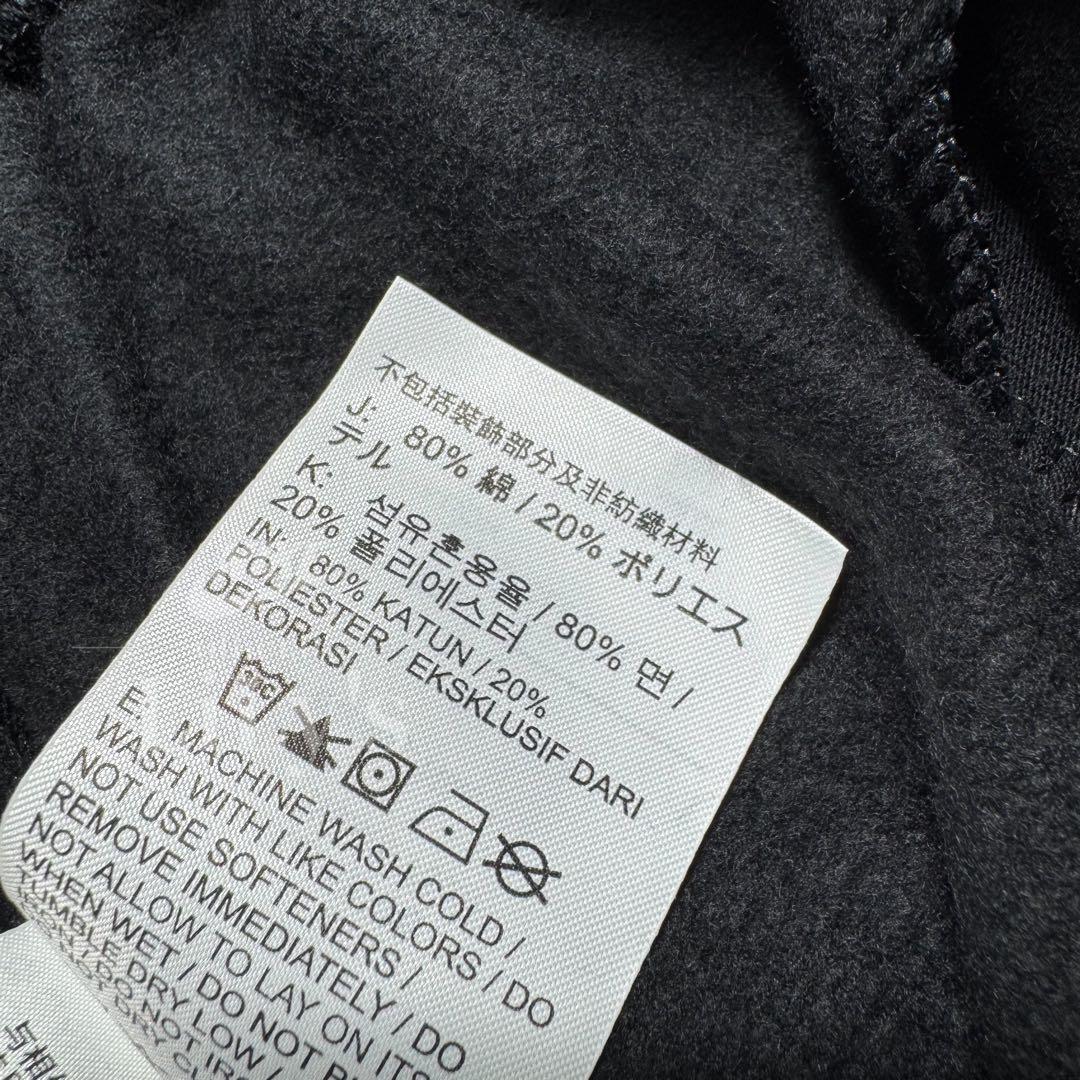 不包括裝飾部分及非紡織材料
J: 80% 綿 / 20% ポリエス
テル
K: 섬유혼용율 / 80% 면 /
20% 폴리에스터
IN: 80% KATUN / 20%
POLIESTER / EKSKLUSIF DARI
DEKORASI
E: MACHINE WASH COLD /
WASH WITH LIKE COLORS / DO
NOT USE SOFTENERS /
REMOVE IMMEDIATELY / DO
NOT ALLOW TO LAY ON ITS
WHEN WET / DO NOT
TUMBLE DRY LOW /
DO NOT